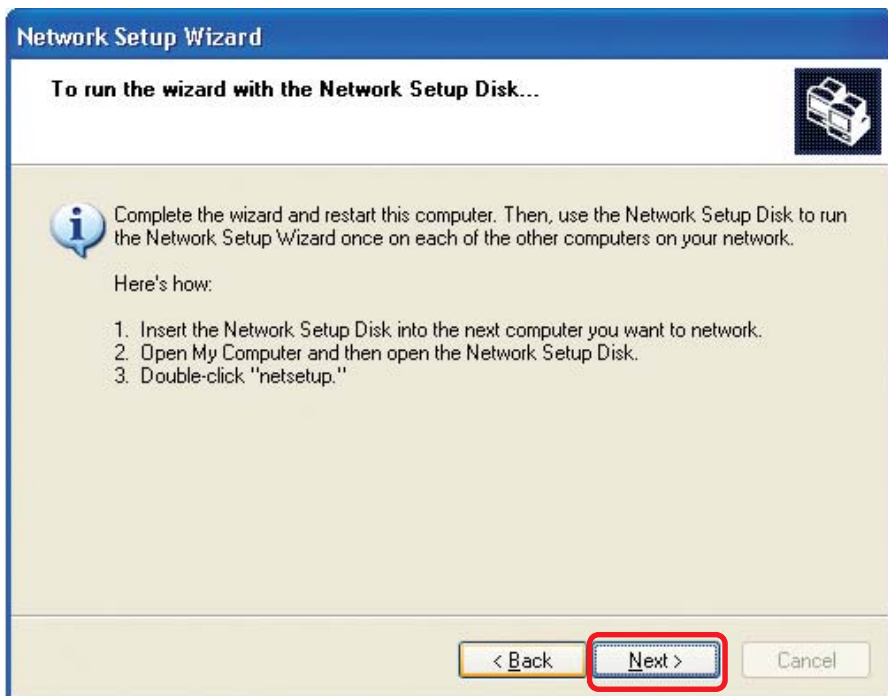 Network Setup Wizard
To run the wizard with the Network Setup Disk...
Complete the wizard and restart this computer. Then, use the Network Setup Disk to run
the Network Setup Wizard once on each of the other computers on your network.
Here's how:
1. Insert the Network Setup Disk into the next computer you want to network.
2. Open My Computer and then open the Network Setup Disk.
3. Double-click "netsetup."
< Back
Next >
Cancel